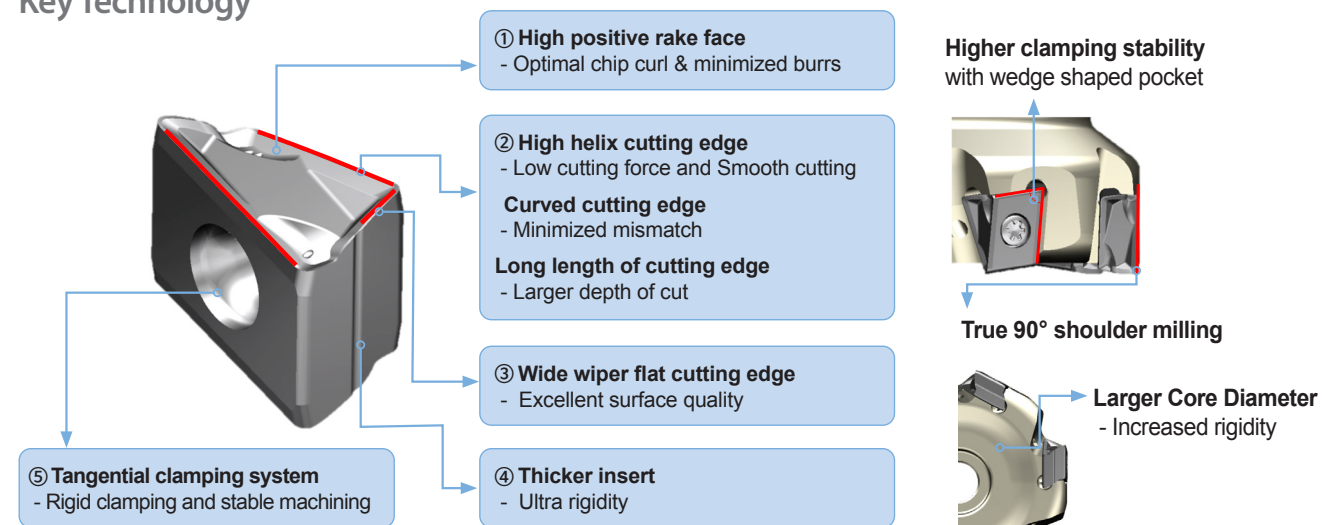 Key Technology
① High positive rake face
- Optimal chip curl & minimized burrs
② High helix cutting edge
- Low cutting force and Smooth cutting
Curved cutting edge
- Minimized mismatch
Long length of cutting edge
- Larger depth of cut
③ Wide wiper flat cutting edge
- Excellent surface quality
④ Thicker insert
- Ultra rigidity
⑤ Tangential clamping system
- Rigid clamping and stable machining
Higher clamping stability
with wedge shaped pocket
True 90° shoulder milling
Larger Core Diameter
- Increased rigidity